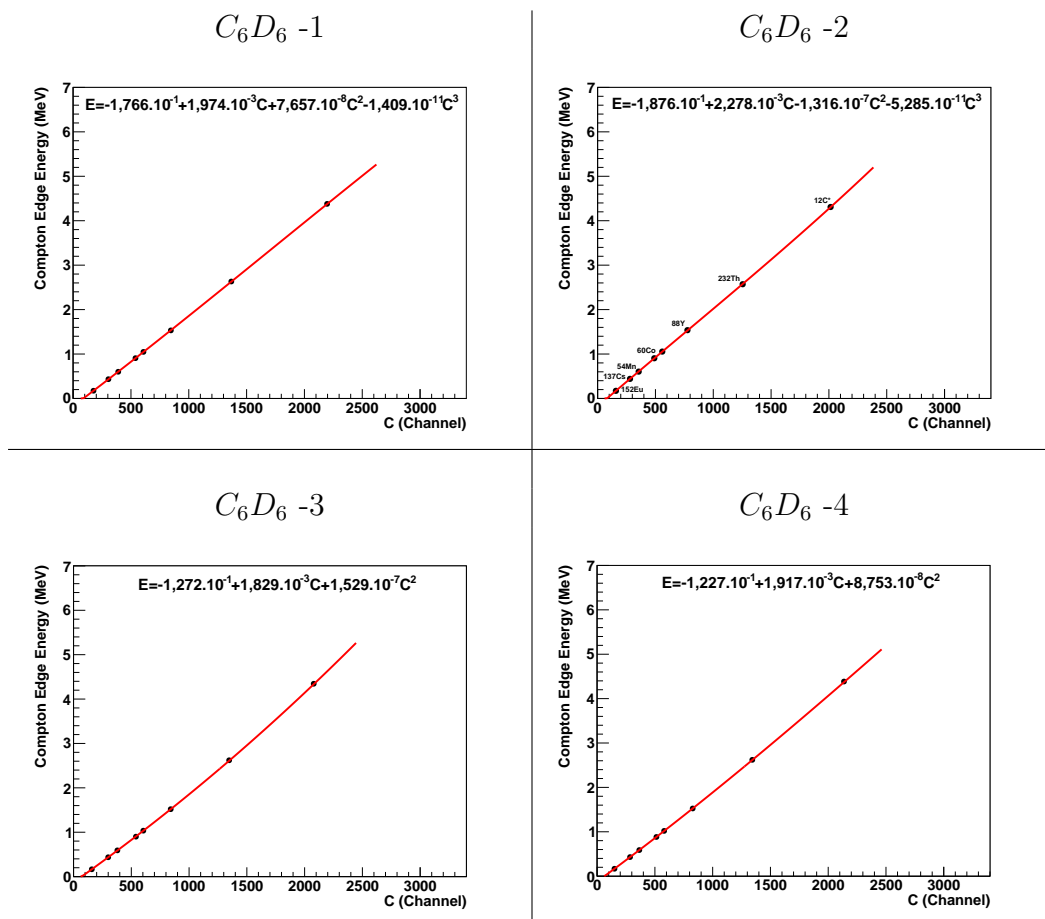 C₆D₆ -1
E=-1,766.10⁻¹+1,974.10⁻³C+7,657.10⁻⁸C²-1,409.10⁻¹¹C³
Compton Edge Energy (MeV)
7
6
5
4
3
2
1
0
0 500 1000 1500 2000 2500 3000
C (Channel)
C₆D₆ -2
E=-1,876.10⁻¹+2,278.10⁻³C-1,316.10⁻⁷C²-5,285.10⁻¹¹C³
Compton Edge Energy (MeV)
7
6
5
4
3
2
1
0
12C*
232Th
88Y
60Co
54Mn
137Cs
152Eu
0 500 1000 1500 2000 2500 3000
C (Channel)
C₆D₆ -3
E=-1,272.10⁻¹+1,829.10⁻³C+1,529.10⁻⁷C²
Compton Edge Energy (MeV)
7
6
5
4
3
2
1
0
0 500 1000 1500 2000 2500 3000
C (Channel)
C₆D₆ -4
E=-1,227.10⁻¹+1,917.10⁻³C+8,753.10⁻⁸C²
Compton Edge Energy (MeV)
7
6
5
4
3
2
1
0
0 500 1000 1500 2000 2500 3000
C (Channel)